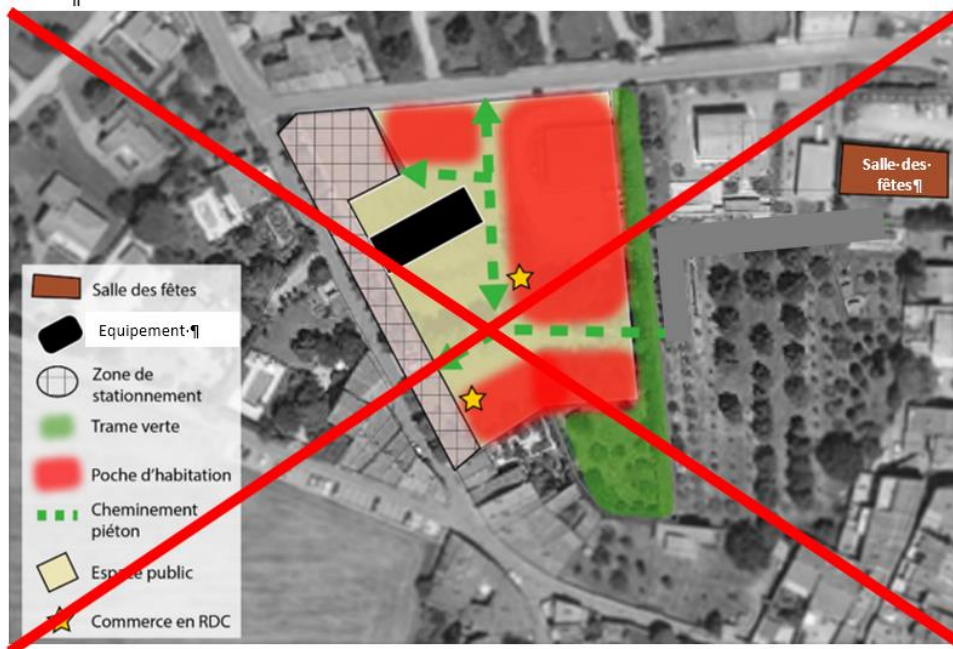 ¶
Salle·des·
fêtes¶
Salle des fêtes
Equipement·¶
Zone de
stationnement
Trame verte
Poche d'habitation
Cheminement
piéton
Espace public
Commerce en RDC